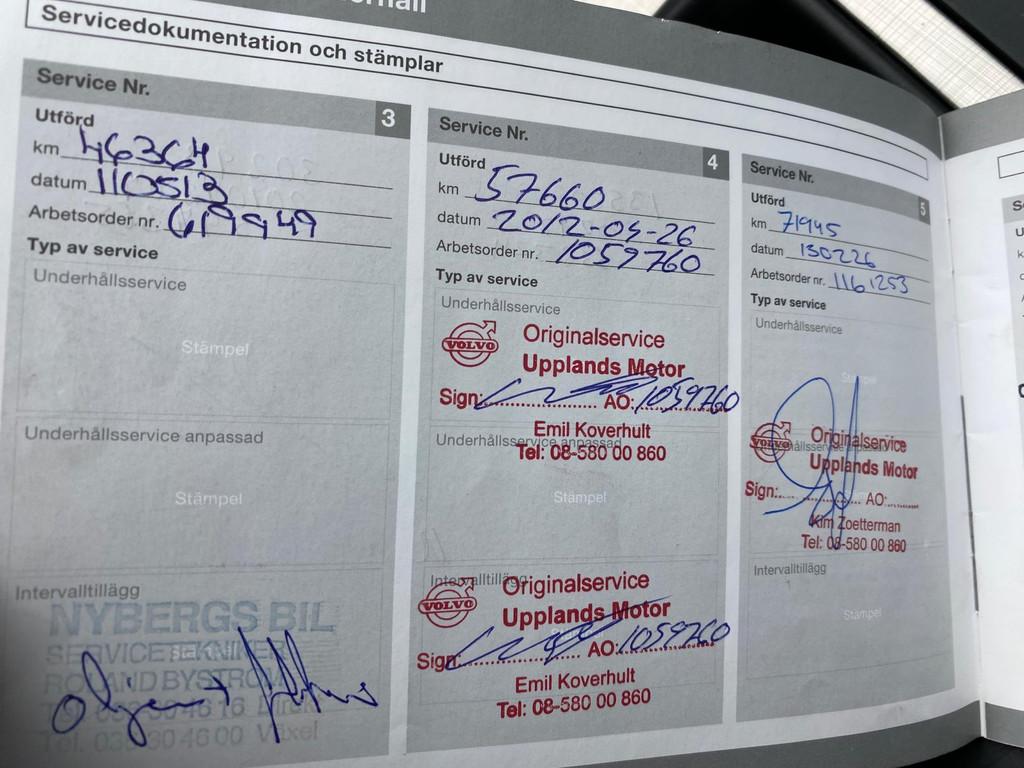 Servicedokumentation och stämplar
Service Nr. 3
Utförd
km 46364
datum 110513
Arbetsorder nr.
Typ av service
Underhållsservice
Stämpel
Underhållsservice anpassad
Stämpel
Intervalltillägg
NYBERGS BIL
Service Nr. 4
Utförd
km 57660
datum 2012-04-26
Arbetsorder nr. 1059760
Typ av service
Underhållsservice
VOLVO
Originalservice
Upplands Motor
Sign: AO: 1059760
Emil Koverhult
Tel: 08-580 00 860
Underhållsservice anpassad
Stämpel
Intervalltillägg
VOLVO
Originalservice
Upplands Motor
Sign: AO: 1059760
Emil Koverhult
Tel: 08-580 00 860
Service Nr. 5
Utförd
km 71945
datum 130226
Arbetsorder nr. 1161253
Typ av service
Underhållsservice
VOLVO
Originalservice
Upplands Motor
Sign: AO:
Kim Zoetterman
Tel: 08-580 00 860
Intervalltillägg
Stämpel